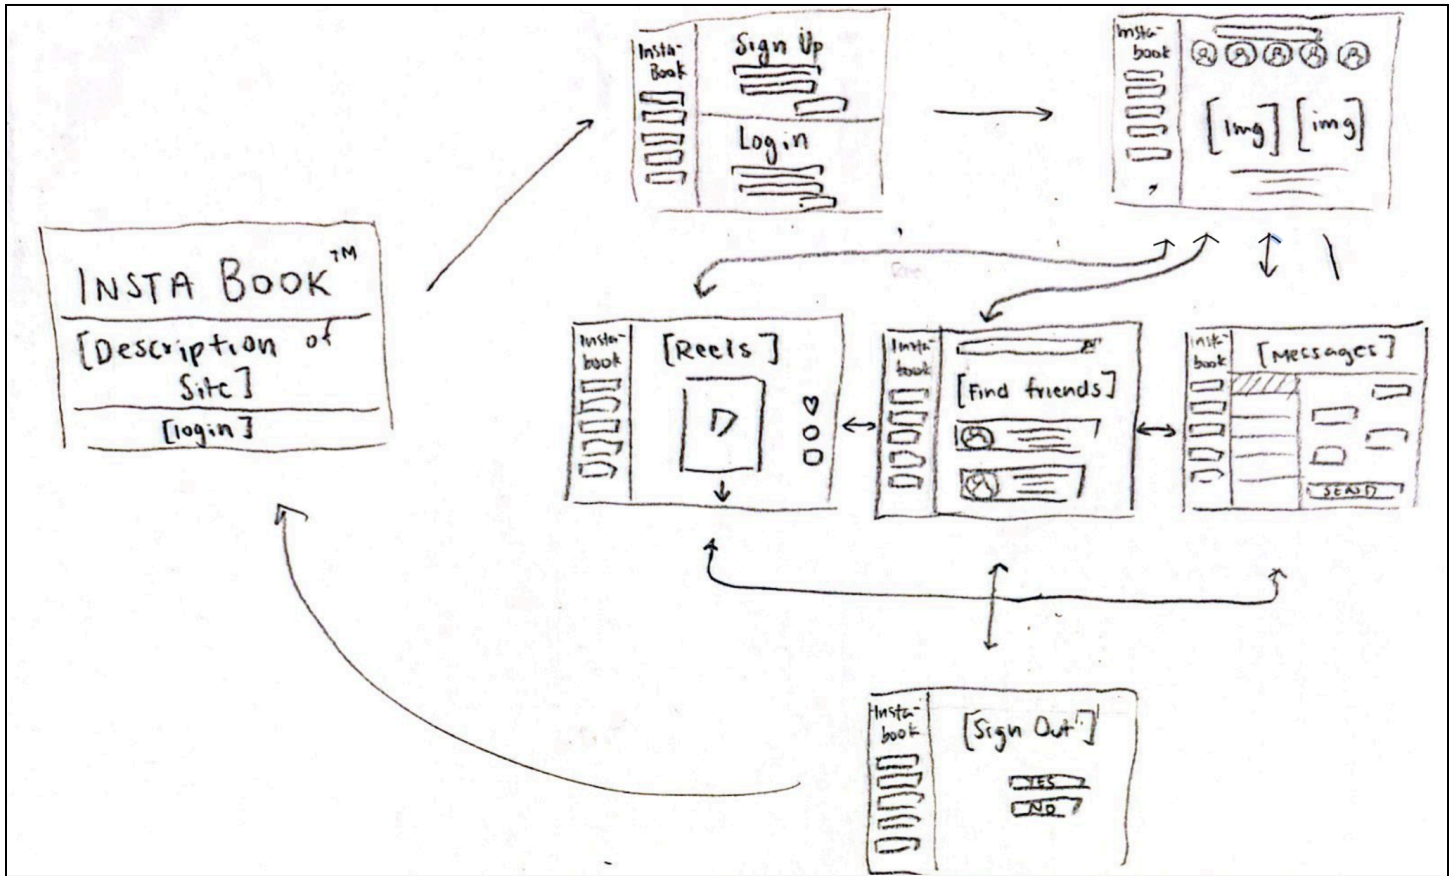 INSTA BOOK™
[Description of
Site]
[login]
Insta-
Book
Sign Up
Login
Insta-
book
[img] [img]
Insta-
book
[Reels]
Insta-
book
[Find friends]
Insta-
book
[Messages]
SEND
Insta-
book
[Sign Out]
YES
NO